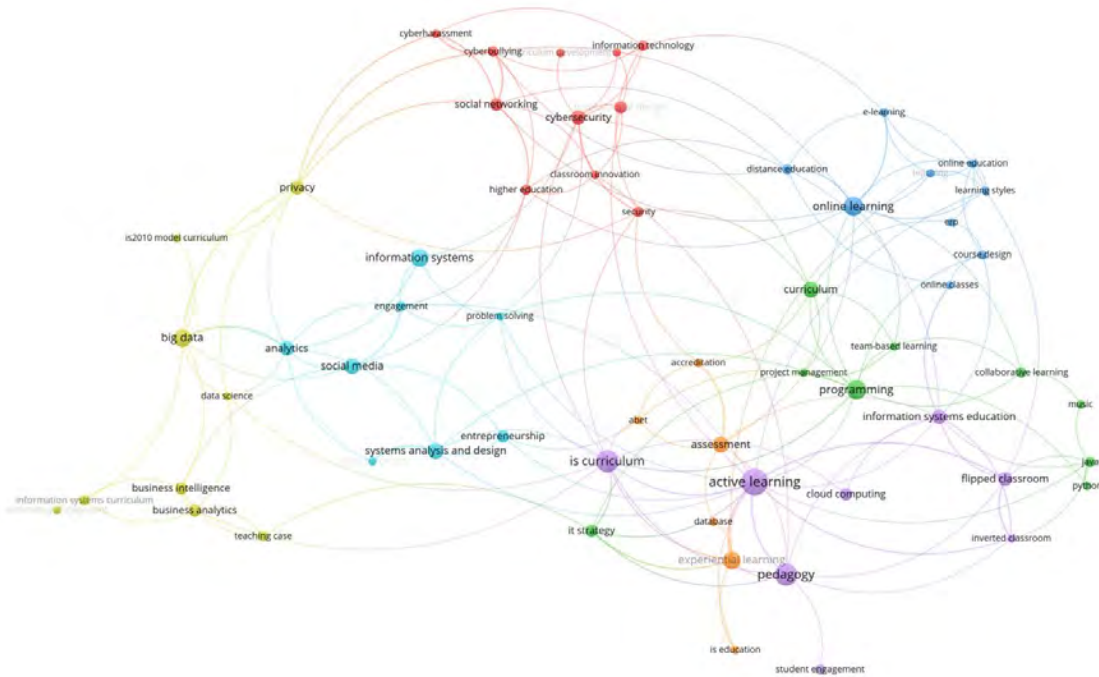 cyberharassment
cyberbullying
information technology
social networking
cybersecurity
e-learning
classroom innovation
distance education
online education
privacy
higher education
learning styles
online learning
security
erp
is2010 model curriculum
information systems
course design
engagement
curriculum
online classes
problem solving
big data
analytics
team-based learning
social media
accreditation
project management
collaborative learning
data science
programming
music
abet
information systems education
entrepreneurship
assessment
systems analysis and design
is curriculum
java
active learning
flipped classroom
python
business intelligence
cloud computing
information systems curriculum
business analytics
database
teaching case
it strategy
inverted classroom
experiential learning
pedagogy
is education
student engagement